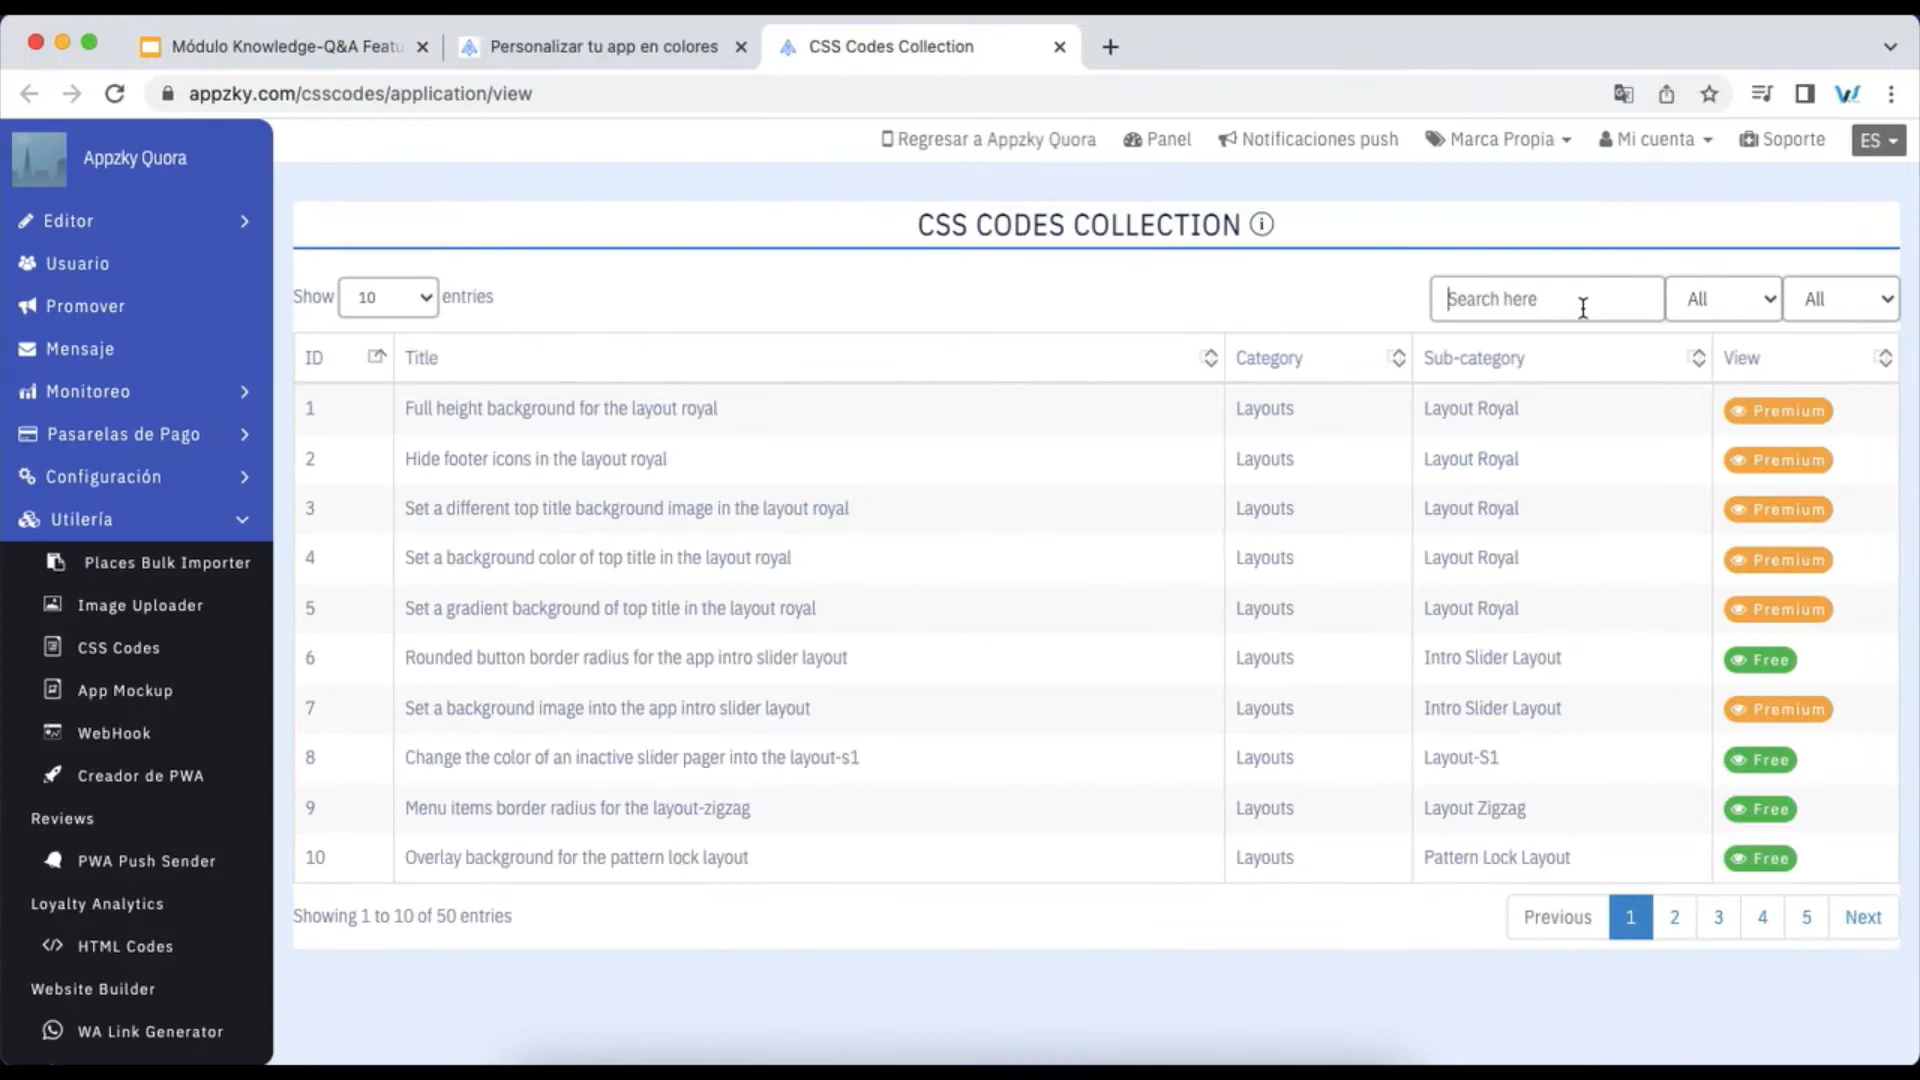 Módulo Knowledge-Q&A Featu
Personalizar tu app en colores
CSS Codes Collection
appzky.com/csscodes/application/view
Appzky Quora
Regresar a Appzky Quora
Panel
Notificaciones push
Marca Propia
Mi cuenta
Soporte
ES
Editor
Usuario
Promover
Mensaje
Monitoreo
Pasarelas de Pago
Configuración
Utilería
Places Bulk Importer
Image Uploader
CSS Codes
App Mockup
WebHook
Creador de PWA
Reviews
PWA Push Sender
Loyalty Analytics
HTML Codes
Website Builder
WA Link Generator
CSS CODES COLLECTION
Show 10 entries
Search here
All
All
ID Title Category Sub-category View
1 Full height background for the layout royal Layouts Layout Royal Premium
2 Hide footer icons in the layout royal Layouts Layout Royal Premium
3 Set a different top title background image in the layout royal Layouts Layout Royal Premium
4 Set a background color of top title in the layout royal Layouts Layout Royal Premium
5 Set a gradient background of top title in the layout royal Layouts Layout Royal Premium
6 Rounded button border radius for the app intro slider layout Layouts Intro Slider Layout Free
7 Set a background image into the app intro slider layout Layouts Intro Slider Layout Premium
8 Change the color of an inactive slider pager into the layout-s1 Layouts Layout-S1 Free
9 Menu items border radius for the layout-zigzag Layouts Layout Zigzag Free
10 Overlay background for the pattern lock layout Layouts Pattern Lock Layout Free
Showing 1 to 10 of 50 entries
Previous 1 2 3 4 5 Next